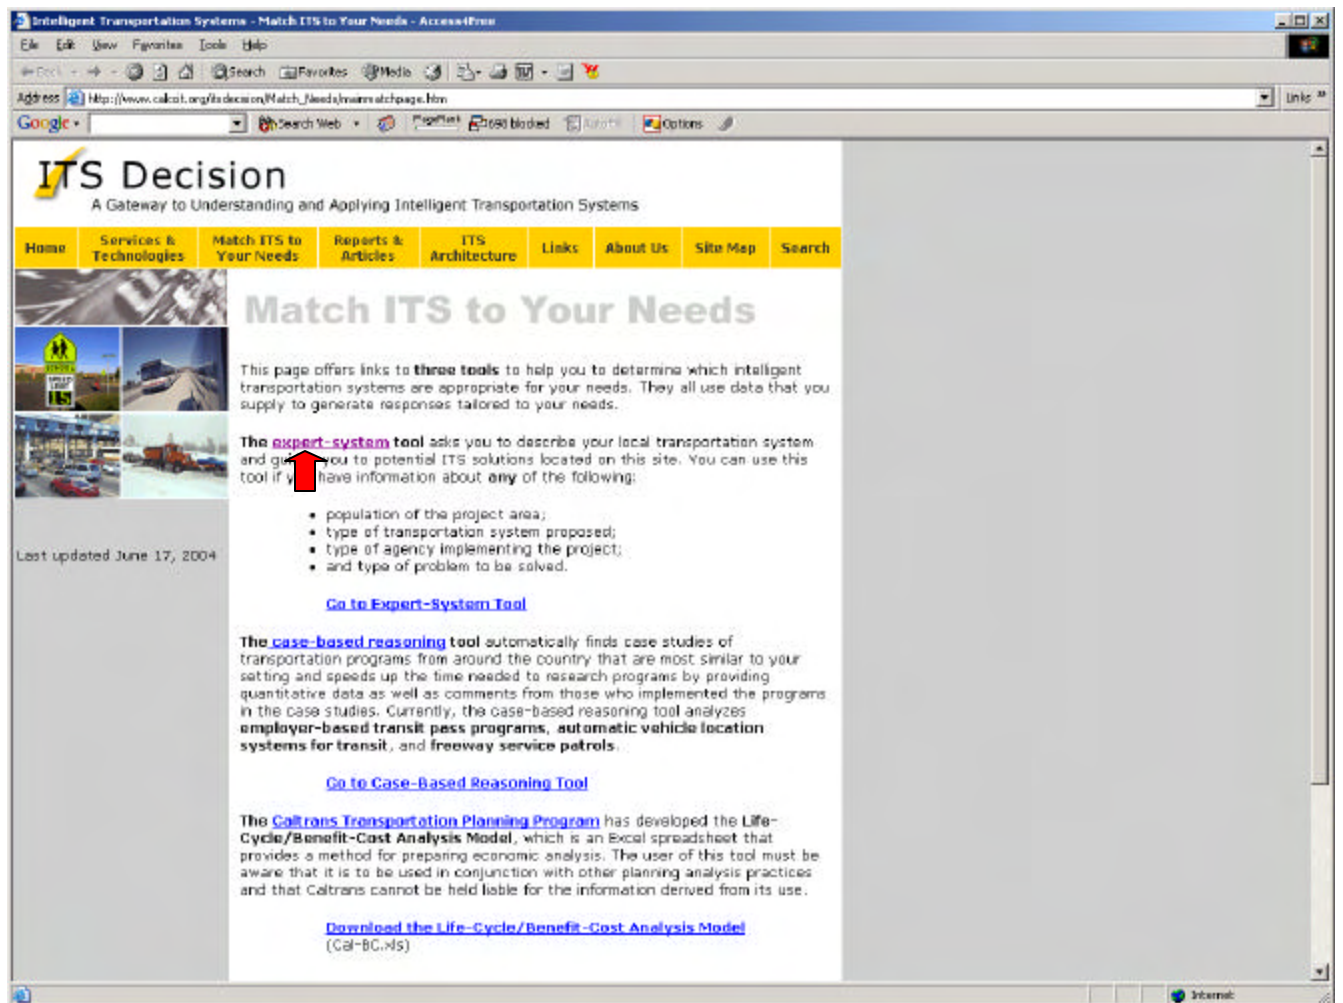 Intelligent Transportation Systems - Match ITS to Your Needs - Access4Free
File Edit View Favorites Tools Help
Back Search Favorites Media
Address http://www.calccit.org/itsdecision/Match_Needs/mainmatchpage.htm Links »
Google Search Web PageRank 698 blocked AutoFill Options
ITS Decision
A Gateway to Understanding and Applying Intelligent Transportation Systems
Home Services & Technologies Match ITS to Your Needs Reports & Articles ITS Architecture Links About Us Site Map Search
Match ITS to Your Needs
This page offers links to three tools to help you to determine which intelligent
transportation systems are appropriate for your needs. They all use data that you
supply to generate responses tailored to your needs.
The expert-system tool asks you to describe your local transportation system
and you to potential ITS solutions located on this site. You can use this
tool if have information about any of the following:
• population of the project area;
• type of transportation system proposed;
• type of agency implementing the project;
• and type of problem to be solved.
Last updated June 17, 2004
Go to Expert-System Tool
The case-based reasoning tool automatically finds case studies of
transportation programs from around the country that are most similar to your
setting and speeds up the time needed to research programs by providing
quantitative data as well as comments from those who implemented the programs
in the case studies. Currently, the case-based reasoning tool analyzes
employer-based transit pass programs, automatic vehicle location
systems for transit, and freeway service patrols.
Go to Case-Based Reasoning Tool
The Caltrans Transportation Planning Program has developed the Life-
Cycle/Benefit-Cost Analysis Model, which is an Excel spreadsheet that
provides a method for preparing economic analysis. The user of this tool must be
aware that it is to be used in conjunction with other planning analysis practices
and that Caltrans cannot be held liable for the information derived from its use.
Download the Life-Cycle/Benefit-Cost Analysis Model
(Cal-BC.xls)
Internet